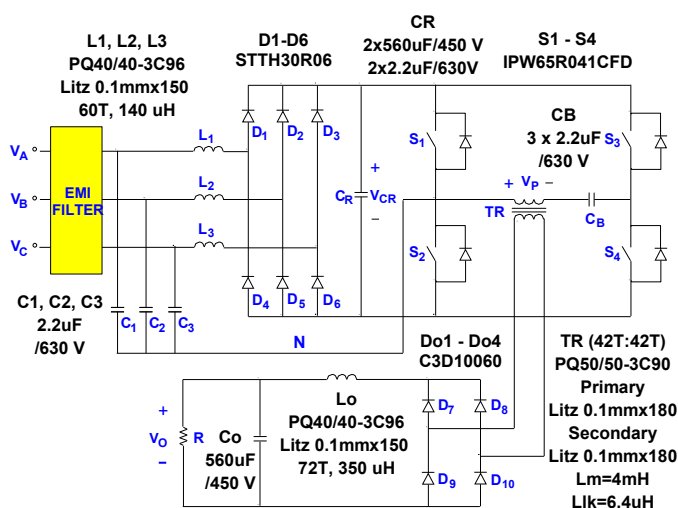 L1, L2, L3
PQ40/40-3C96
Litz 0.1mmx150
60T, 140 uH
D1-D6
STTH30R06
CR
2x560uF/450 V
2x2.2uF/630V
S1 - S4
IPW65R041CFD
CB
3 x 2.2uF
/630 V
VA
VB
VC
EMI
FILTER
L1
L2
L3
D1
D2
D3
D4
D5
D6
CR
+
VCR
–
S1
S2
S3
S4
+ VP –
TR
CB
C1, C2, C3
2.2uF
/630 V
C1
C2
C3
N
Do1 - Do4
C3D10060
TR (42T:42T)
PQ50/50-3C90
Primary
Litz 0.1mmx180
Secondary
Litz 0.1mmx180
Lm=4mH
Llk=6.4uH
+
VO
–
R
Co
560uF
/450 V
Lo
PQ40/40-3C96
Litz 0.1mmx150
72T, 350 uH
D7
D8
D9
D10